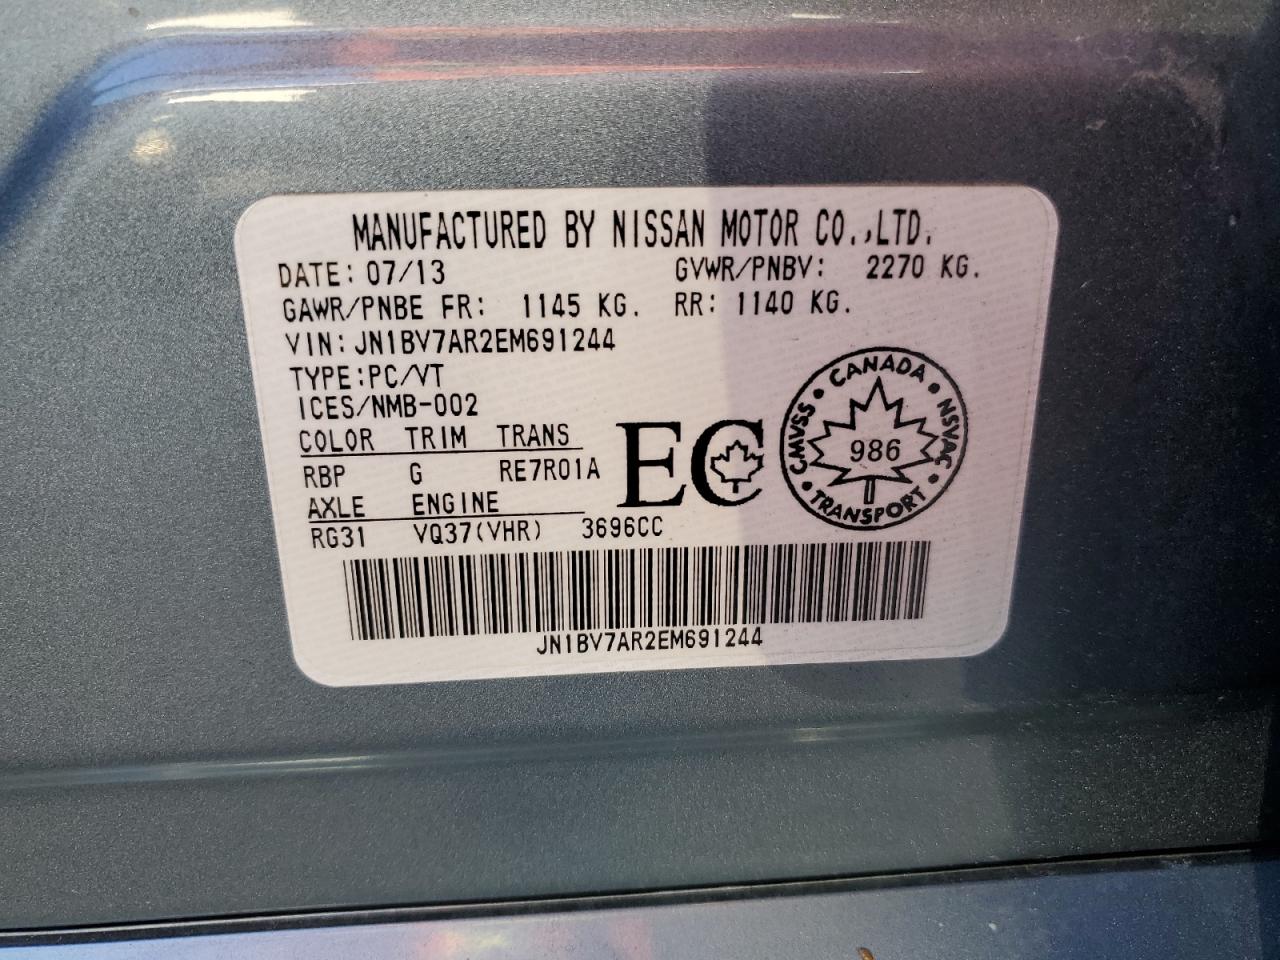 MANUFACTURED BY NISSAN MOTOR CO.,LTD.
DATE: 07/13 GVWR/PNBV: 2270 KG.
GAWR/PNBE FR: 1145 KG. RR: 1140 KG.
VIN: JN1BV7AR2EM691244
TYPE:PC/VT
ICES/NMB-002
COLOR TRIM TRANS
RBP G RE7R01A
AXLE ENGINE
RG31 VQ37(VHR) 3696CC
EC
CANADA
CMVSS NSVAC
986
TRANSPORT
JN1BV7AR2EM691244